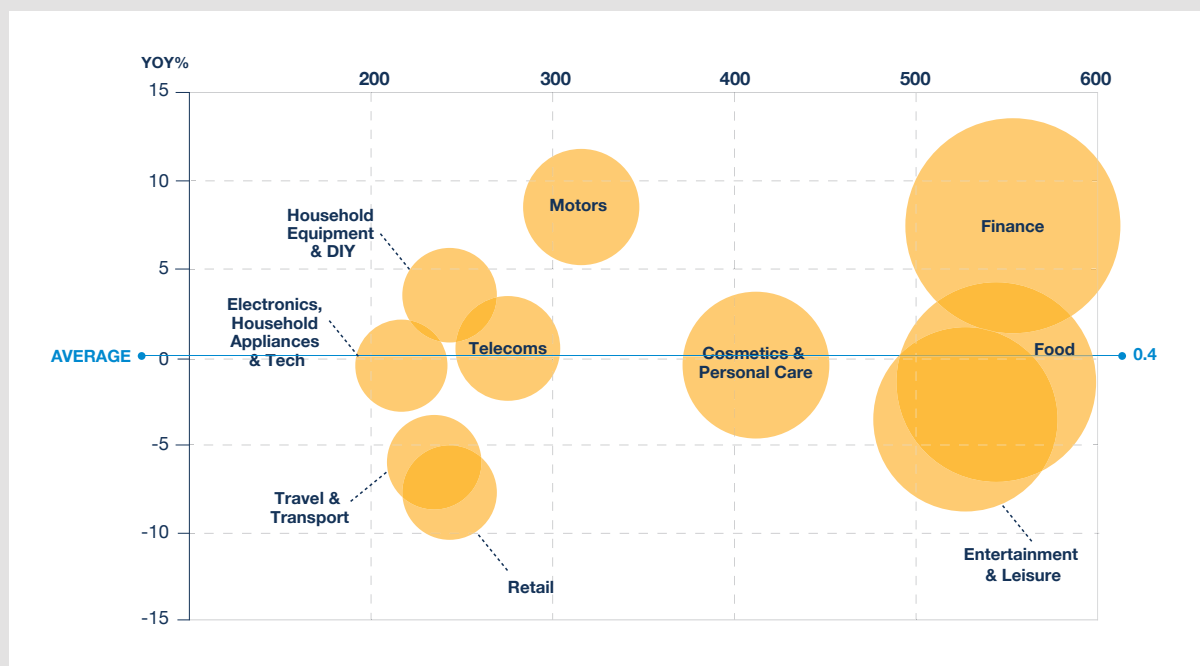 YOY%
200
300
400
500
600
15
10
5
0
-5
-10
-15
Motors
Finance
Household
Equipment
& DIY
Electronics,
Household
Appliances
& Tech
Telecoms
Cosmetics &
Personal Care
Food
AVERAGE
0.4
Travel &
Transport
Retail
Entertainment
& Leisure